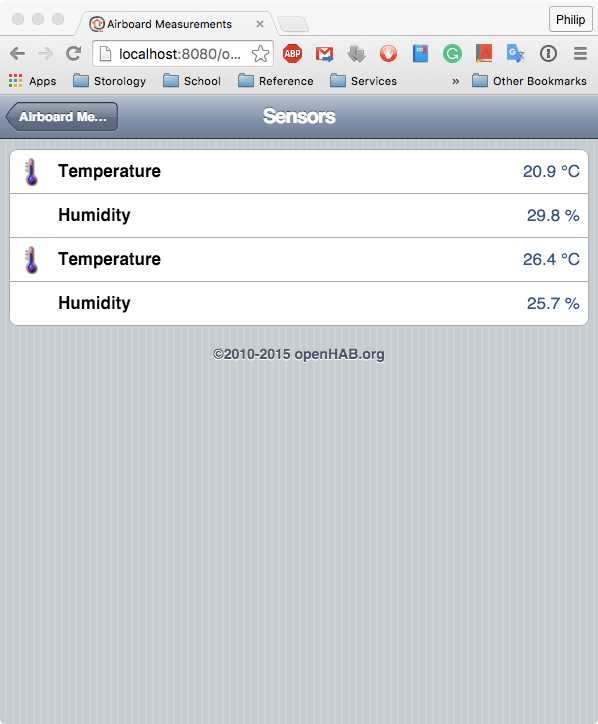 Airboard Measurements
Philip
localhost:8080/o...
ABP
Apps Storology School Reference Services » Other Bookmarks
Airboard Me... Sensors
Temperature 20.9 °C
Humidity 29.8 %
Temperature 26.4 °C
Humidity 25.7 %
©2010-2015 openHAB.org